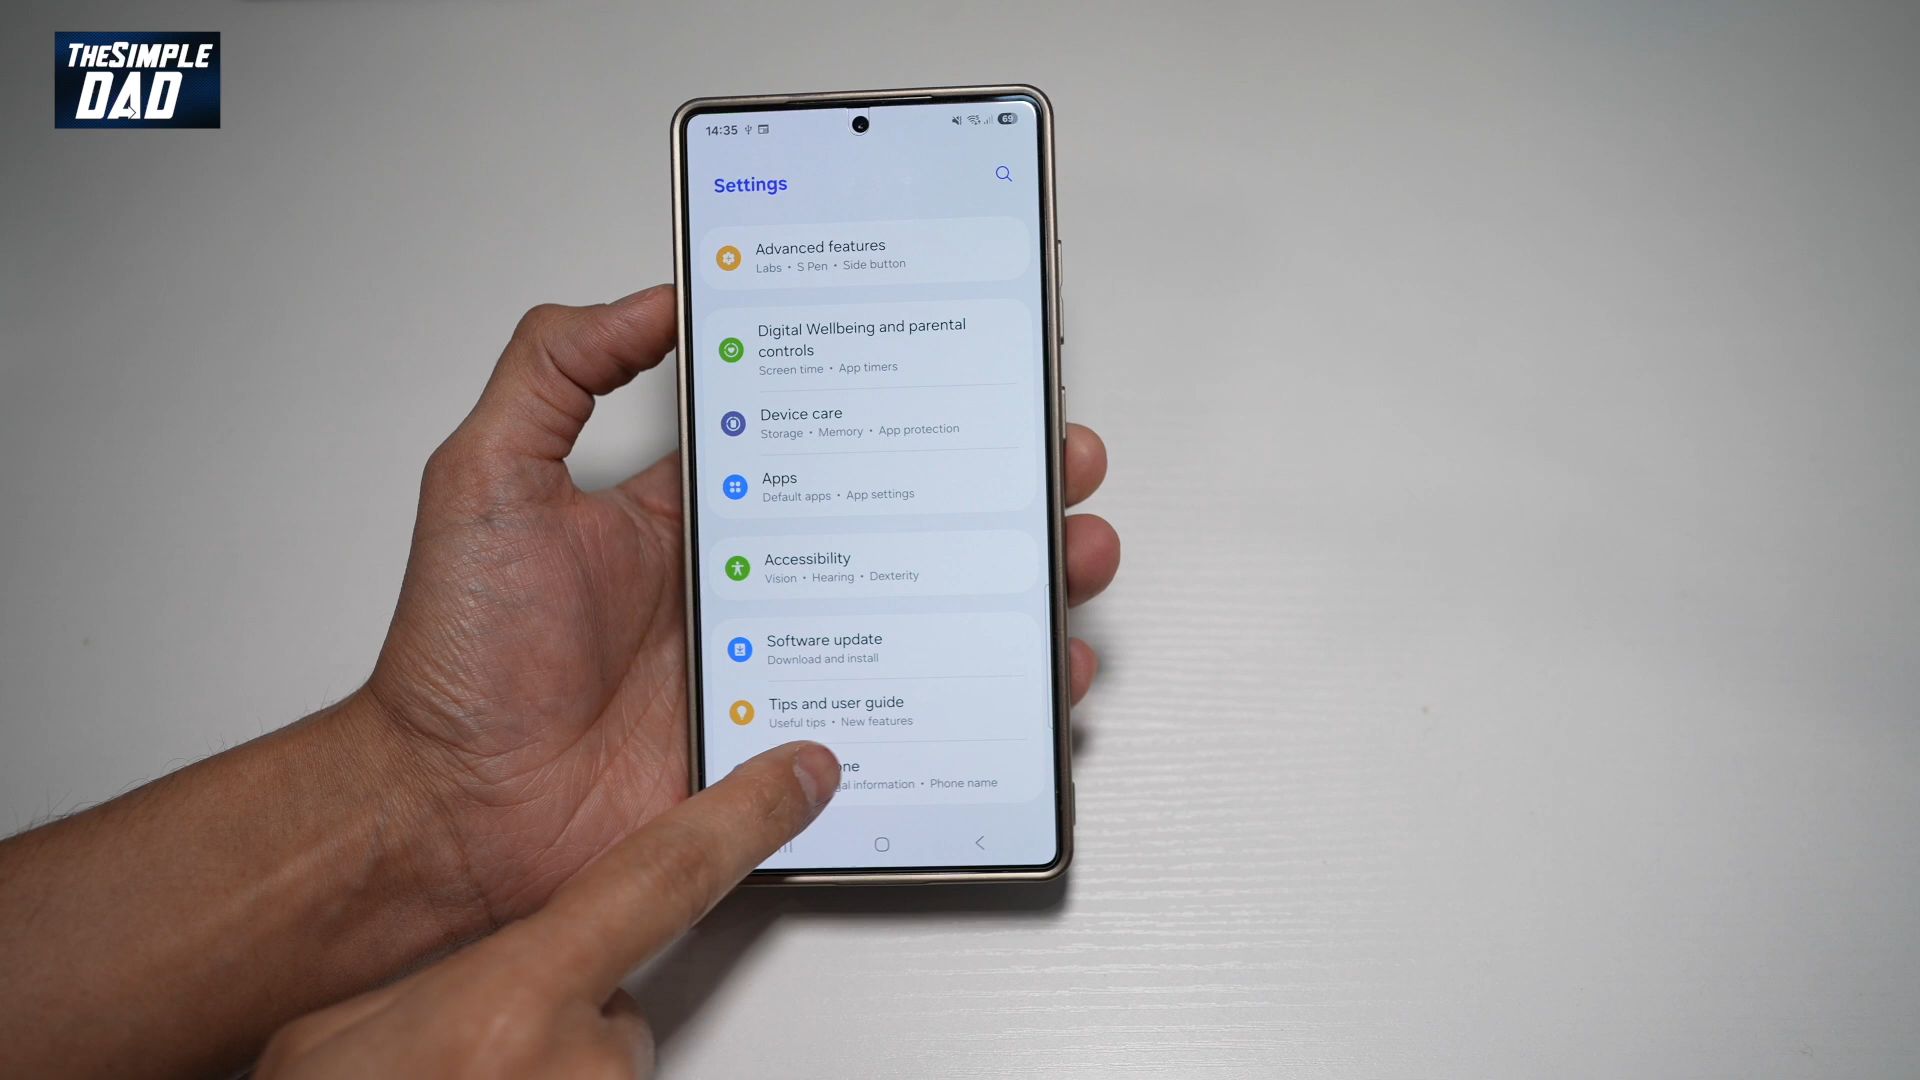 THESIMPLE
DAD
14:35
69
Settings
Advanced features
Labs • S Pen • Side button
Digital Wellbeing and parental
controls
Screen time • App timers
Device care
Storage • Memory • App protection
Apps
Default apps • App settings
Accessibility
Vision • Hearing • Dexterity
Software update
Download and install
Tips and user guide
Useful tips • New features
information • Phone name